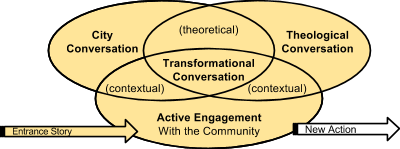 (theoretical)
City
Conversation
Theological
Conversation
Transformational
Conversation
(contextual)
(contextual)
Active Engagement
With the Community
Entrance Story
New Action